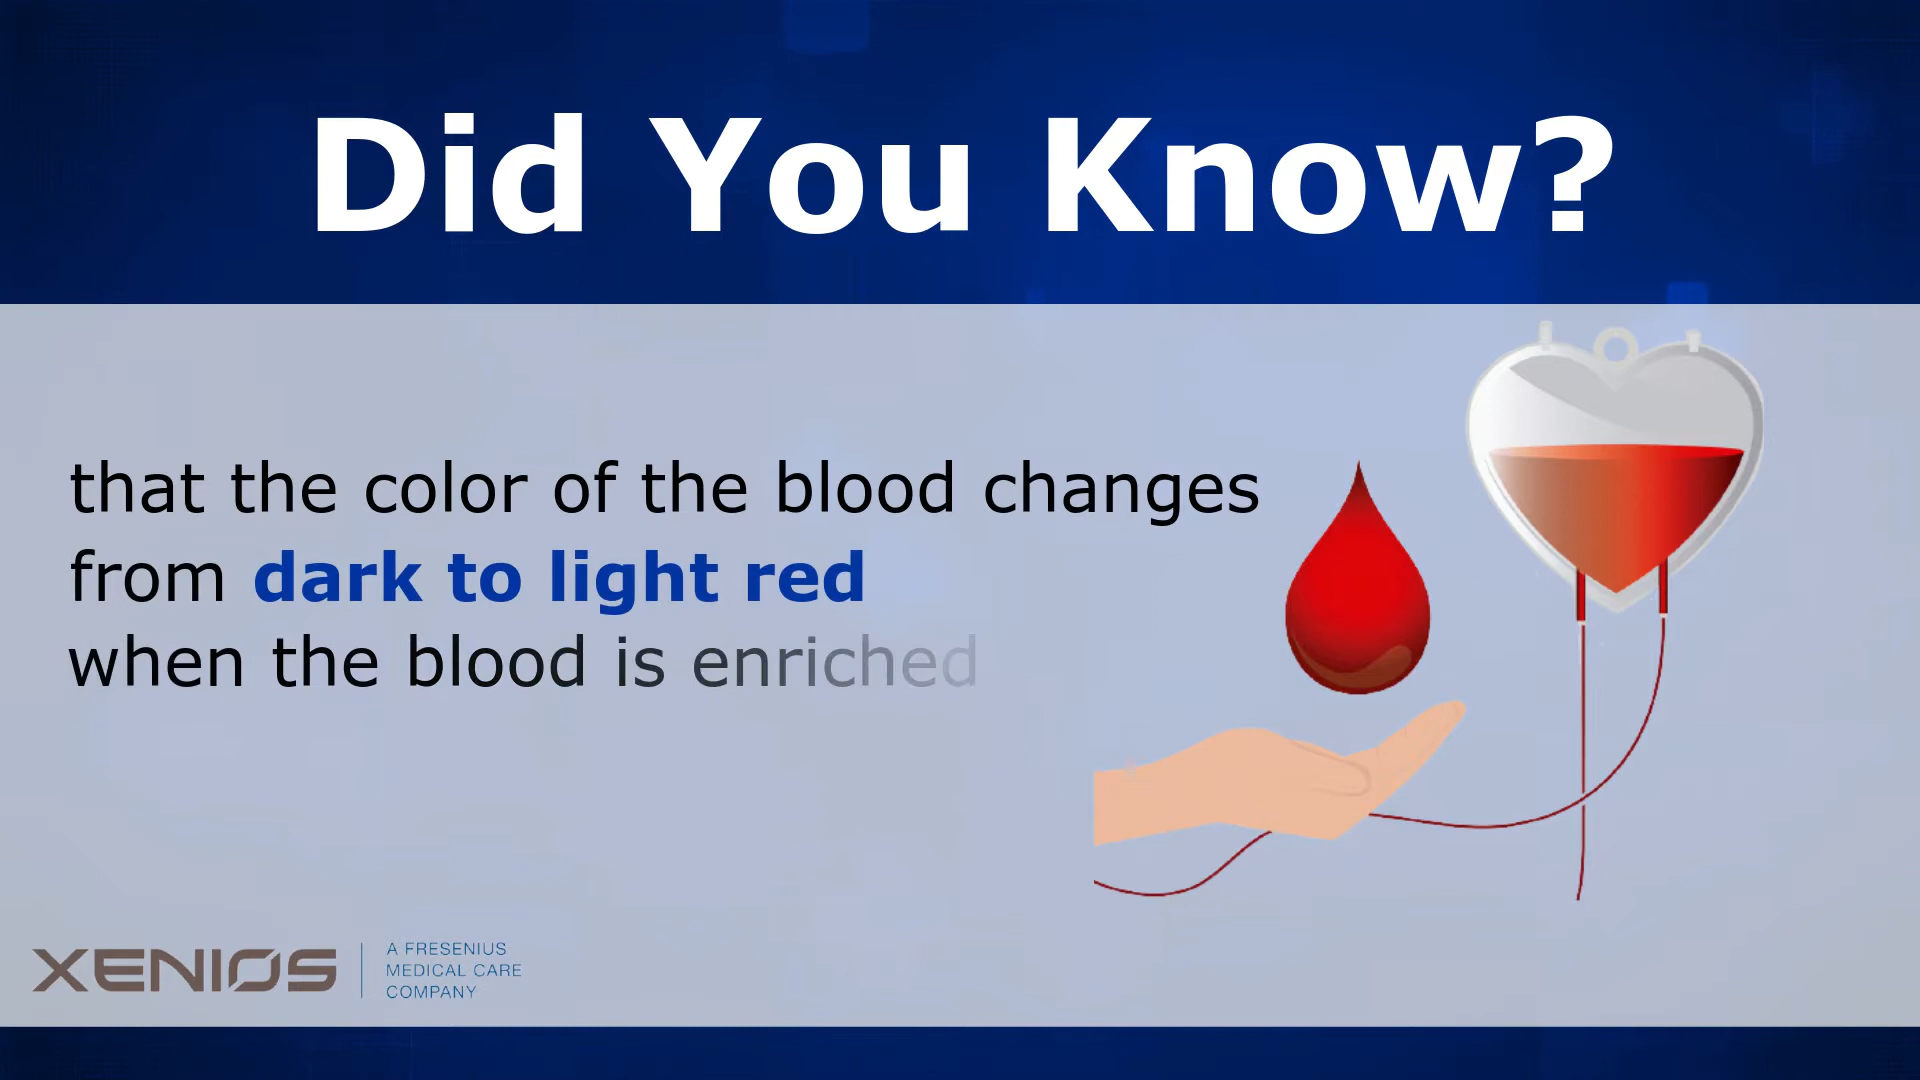 Did You Know?
that the color of the blood changes
from dark to light red
when the blood is enriched
XENIOS
A FRESENIUS
MEDICAL CARE
COMPANY